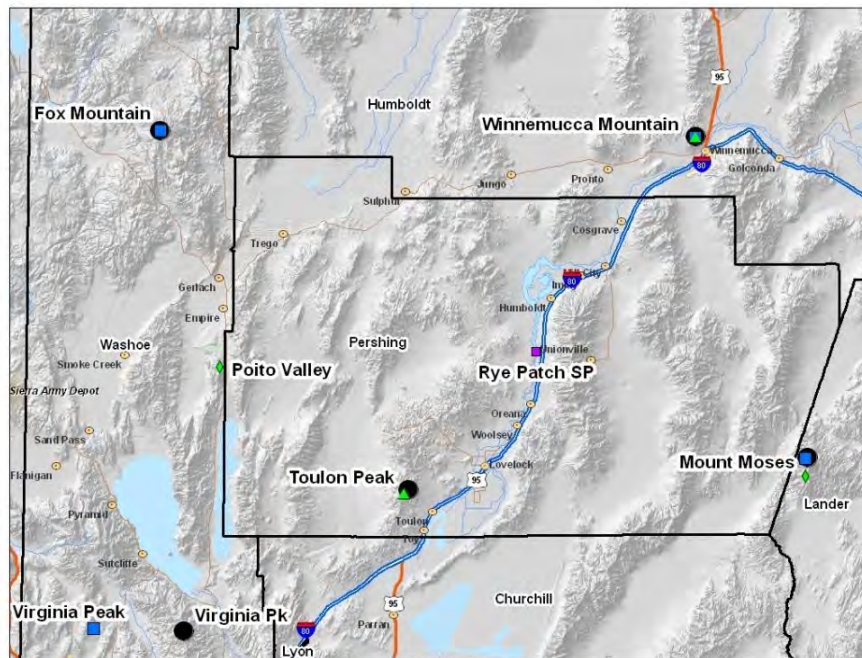 95
Humboldt
Fox Mountain
Winnemucca Mountain
Winnemucca
80
Golconda
Jungo
Pronto
Sulphur
Cosgrave
Trego
Gerlach
80
City
Humboldt
Empire
Washoe
Pershing
Unionville
Smoke Creek
Poito Valley
Rye Patch SP
Sierra Army Depot
Oreana
Woolsey
Sand Pass
Flanigan
Lovelock
Mount Moses
Toulon Peak
95
Lander
Pyramid
Toulon
Toy
Sutcliffe
Churchill
95
Virginia Peak
Virginia Pk
80
Parran
Lyon